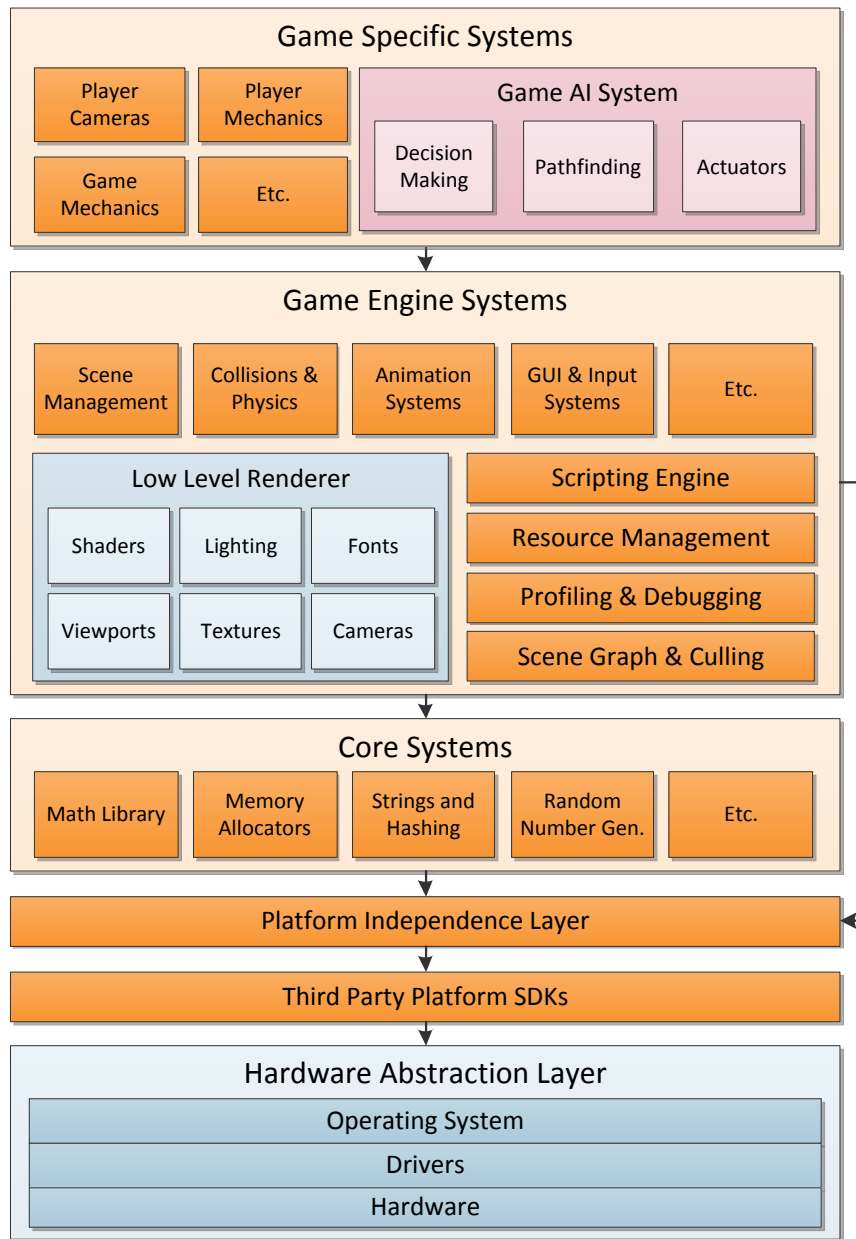 Game Specific Systems
Player
Cameras
Player
Mechanics
Game
Mechanics
Etc.
Game AI System
Decision
Making
Pathfinding
Actuators
Game Engine Systems
Scene
Management
Collisions &
Physics
Animation
Systems
GUI & Input
Systems
Etc.
Low Level Renderer
Shaders
Lighting
Fonts
Viewports
Textures
Cameras
Scripting Engine
Resource Management
Profiling & Debugging
Scene Graph & Culling
Core Systems
Math Library
Memory
Allocators
Strings and
Hashing
Random
Number Gen.
Etc.
Platform Independence Layer
Third Party Platform SDKs
Hardware Abstraction Layer
Operating System
Drivers
Hardware